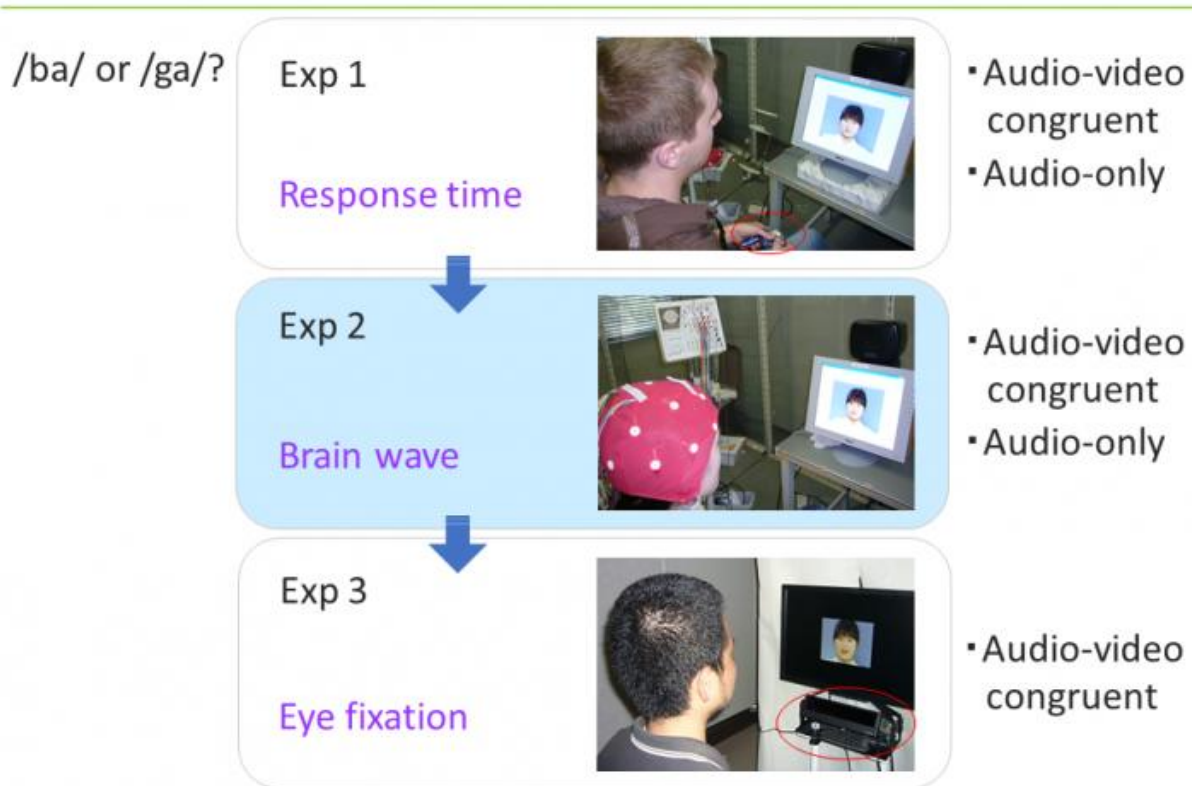 /ba/ or /ga/?
Exp 1
Response time
・Audio-video
congruent
・Audio-only
Exp 2
Brain wave
・Audio-video
congruent
・Audio-only
Exp 3
Eye fixation
・Audio-video
congruent